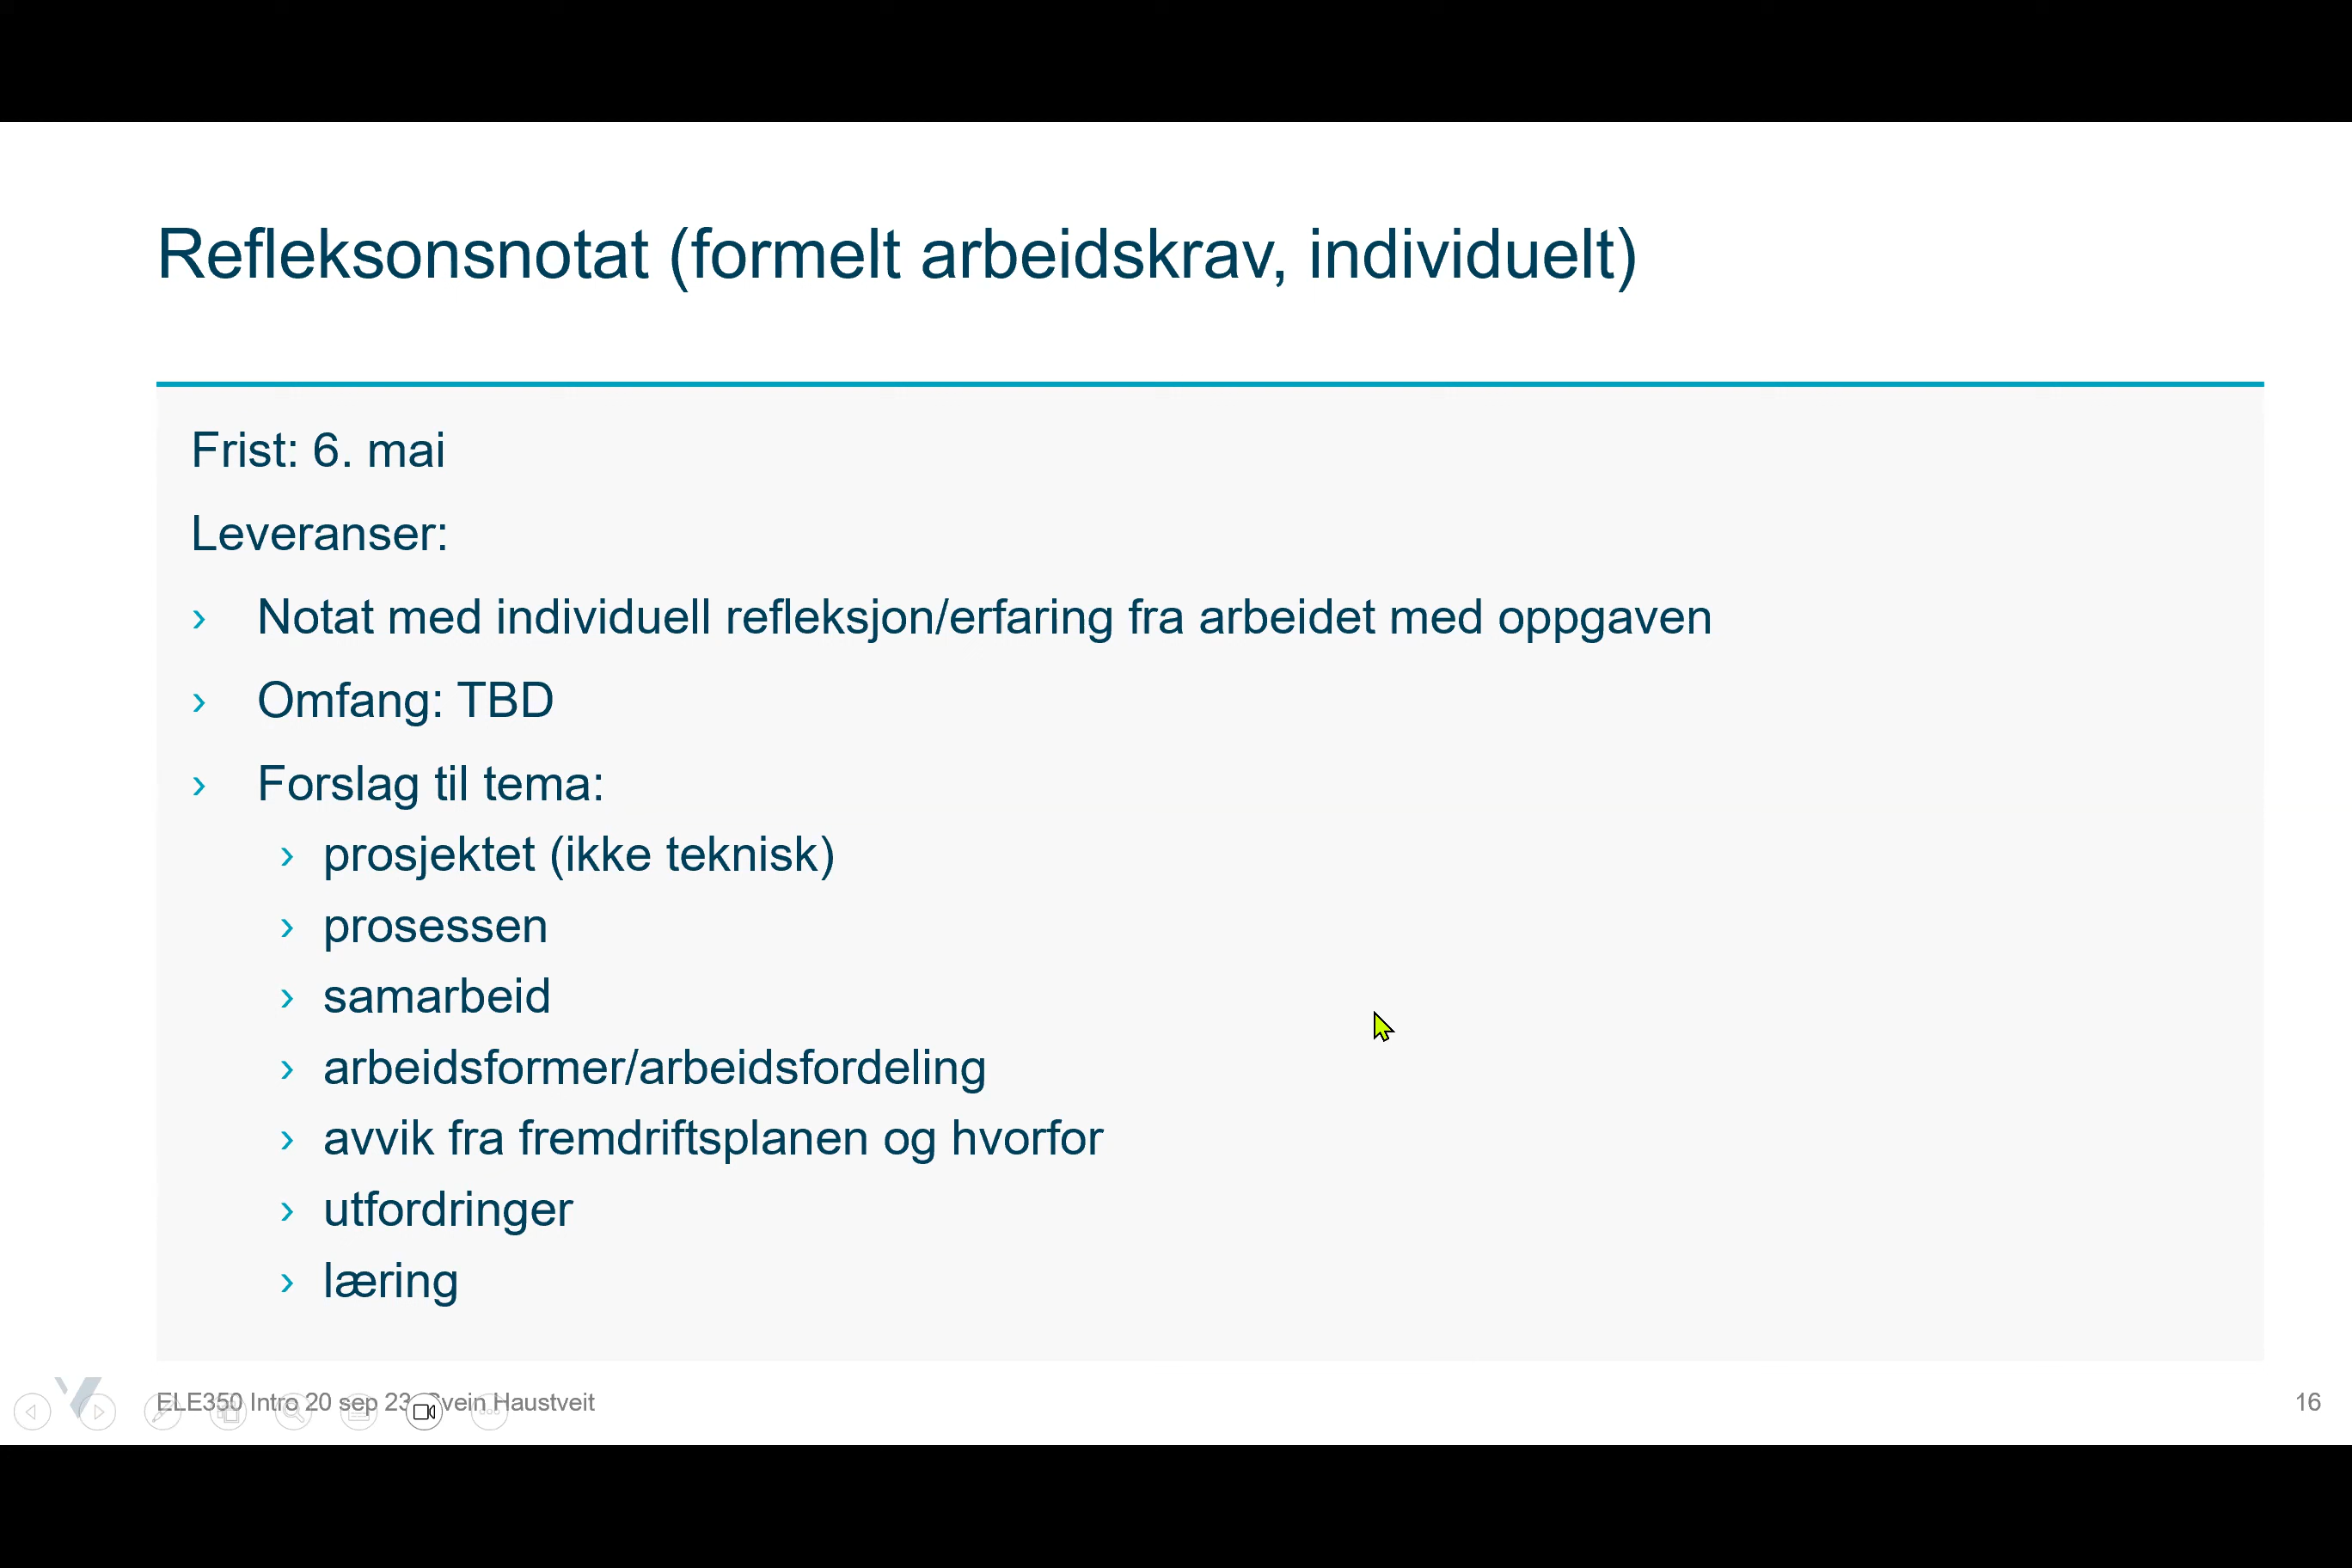 Refleksonsnotat (formelt arbeidskrav, individuelt)
Frist: 6. mai
Leveranser:
› Notat med individuell refleksjon/erfaring fra arbeidet med oppgaven
› Omfang: TBD
› Forslag til tema:
› prosjektet (ikke teknisk)
› prosessen
› samarbeid
› arbeidsformer/arbeidsfordeling
› avvik fra fremdriftsplanen og hvorfor
› utfordringer
› læring
ELE350 Intro 20 sep 23 Svein Haustveit
16